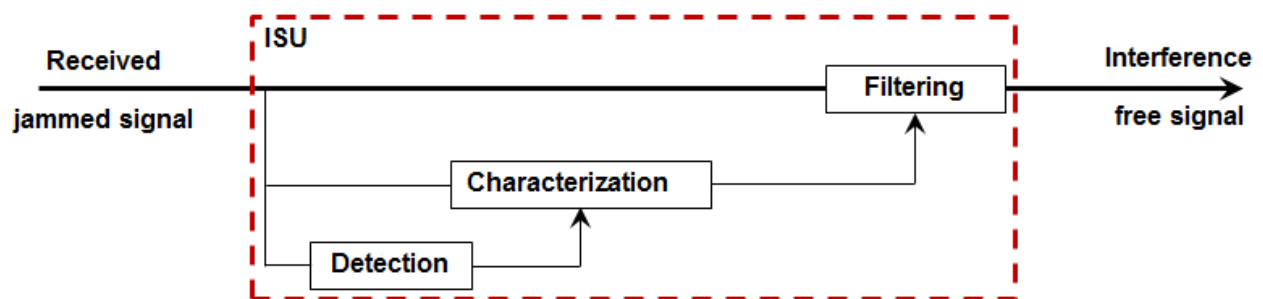 ISU
Received
jammed signal
Filtering
Interference
free signal
Characterization
Detection